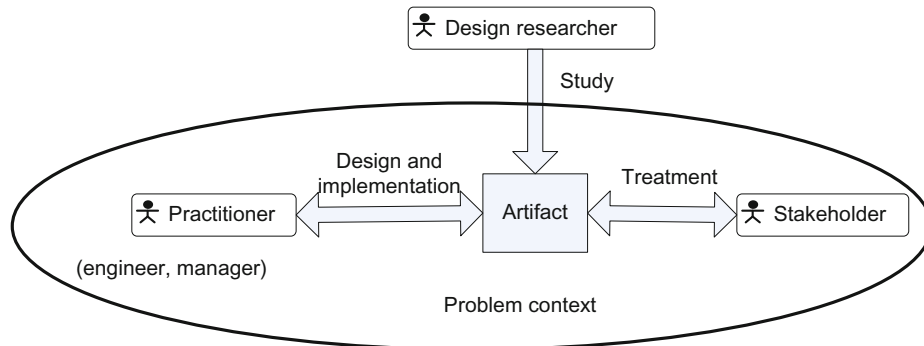 Design researcher
Study
Design and
implementation
Treatment
Practitioner
Artifact
Stakeholder
(engineer, manager)
Problem context